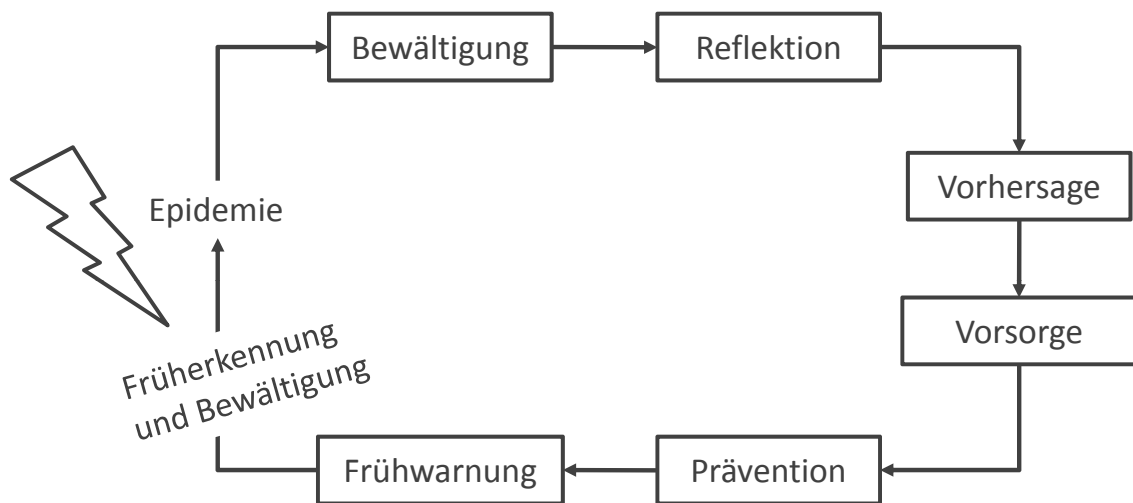 Bewältigung
Reflektion
Vorhersage
Epidemie
Vorsorge
Früherkennung
und Bewältigung
Frühwarnung
Prävention